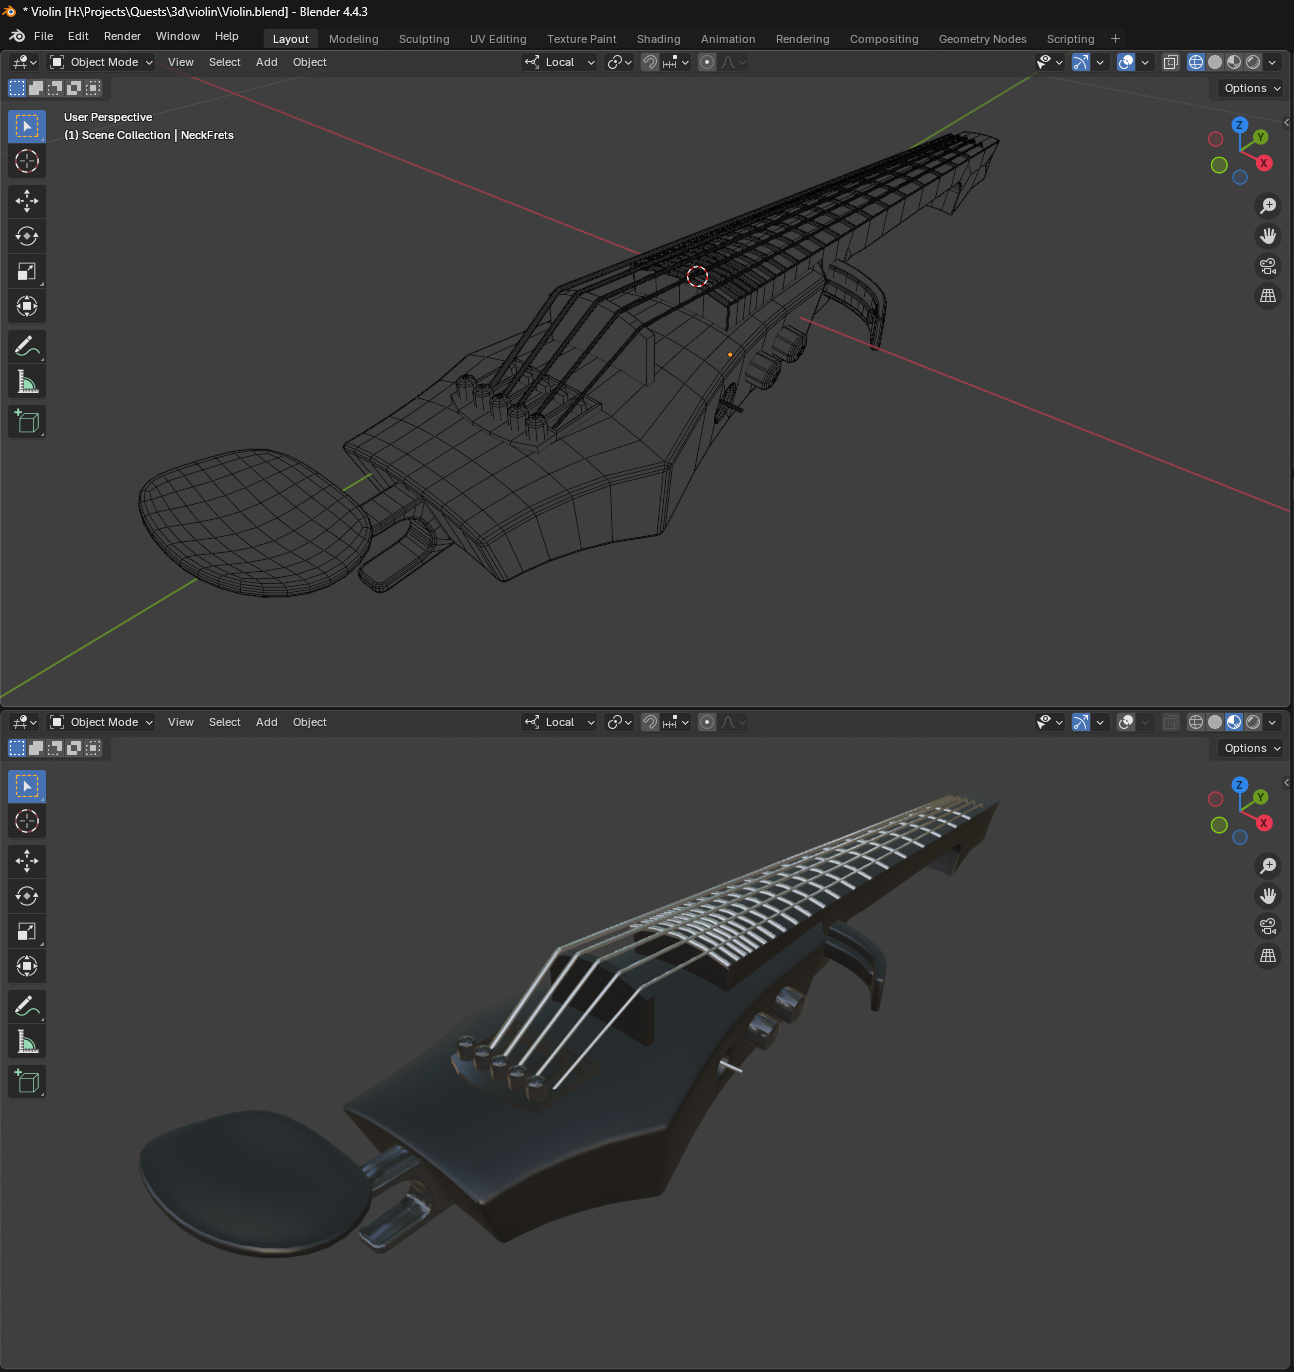 * Violin [H:\Projects\Quests\3d\violin\Violin.blend] - Blender 4.4.3
File Edit Render Window Help Layout Modeling Sculpting UV Editing Texture Paint Shading Animation Rendering Compositing Geometry Nodes Scripting +
Object Mode View Select Add Object Local
Options
User Perspective
(1) Scene Collection | NeckFrets
Z
Y
X
Object Mode View Select Add Object Local
Options
Z
Y
X